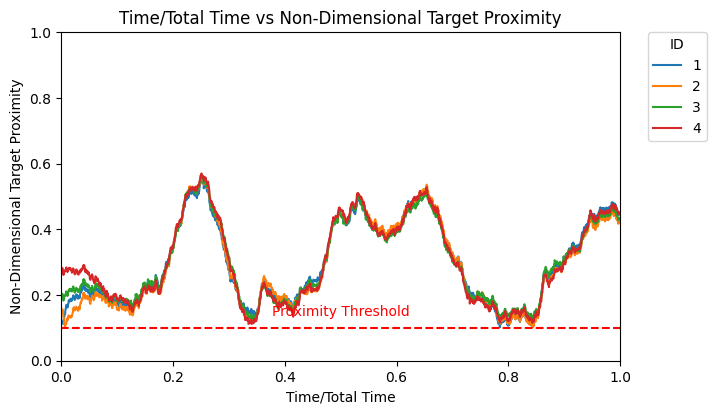 Time/Total Time vs Non-Dimensional Target Proximity
ID
1
2
3
4
Non-Dimensional Target Proximity
1.0
0.8
0.6
0.4
0.2
0.0
Proximity Threshold
0.0 0.2 0.4 0.6 0.8 1.0
Time/Total Time